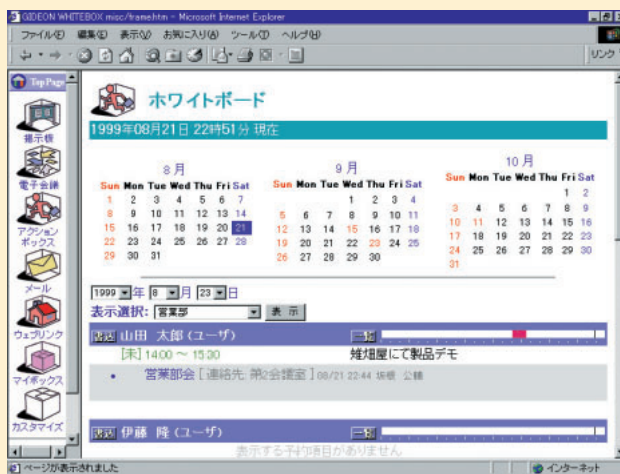 GIDEON WHITEBOX misc/framehtm - Microsoft Internet Explorer
ファイル(F) 編集(E) 表示(V) お気に入り(A) ツール(T) ヘルプ(H)
リンク
Top Page
掲示板
電子会議
アクション
ボックス
メール
ウェブリンク
マイボックス
カスタマイズ
ホワイトボード
1999年08月21日 22時51分 現在
8 月
Sun Mon Tue Wed Thu Fri Sat
1 2 3 4 5 6 7
8 9 10 11 12 13 14
15 16 17 18 19 20 21
22 23 24 25 26 27 28
29 30 31
9 月
Sun Mon Tue Wed Thu Fri Sat
1 2 3 4
5 6 7 8 9 10 11
12 13 14 15 16 17 18
19 20 21 22 23 24 25
26 27 28 29 30
10 月
Sun Mon Tue Wed Thu Fri Sat
1 2
3 4 5 6 7 8 9
10 11 12 13 14 15 16
17 18 19 20 21 22 23
24 25 26 27 28 29 30
31
1999 年 8 月 23 日
表示選択: 営業部 表 示
山田 太郎 (ユーザ) 一覧
[未] 14:00 ～ 15:30 雉畑屋にて製品デモ
• 営業部会 [ 連絡先 第2会議室 ] 08/21 22:44 坂根
伊藤 隆 (ユーザ) 一覧
表示する予約項目がありません
ページが表示されました
インターネット